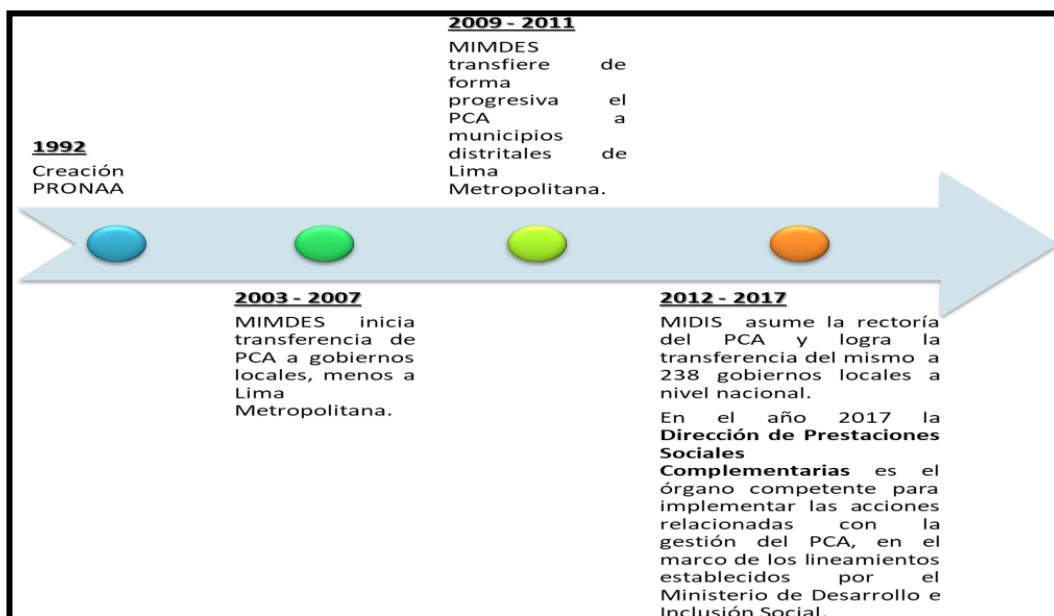 1992
Creación
PRONAA
2003 - 2007
MIMDES inicia
transferencia de
PCA a gobiernos
locales, menos a
Lima
Metropolitana.
2009 - 2011
MIMDES
transfiere de
forma
progresiva el
PCA a
municipios
distritales de
Lima
Metropolitana.
2012 - 2017
MIDIS asume la rectoría
del PCA y logra la
transferencia del mismo a
238 gobiernos locales a
nivel nacional.
En el año 2017 la
Dirección de Prestaciones
Sociales
Complementarias es el
órgano competente para
implementar las acciones
relacionadas con la
gestión del PCA, en el
marco de los lineamientos
establecidos por el
Ministerio de Desarrollo e
Inclusión Social.